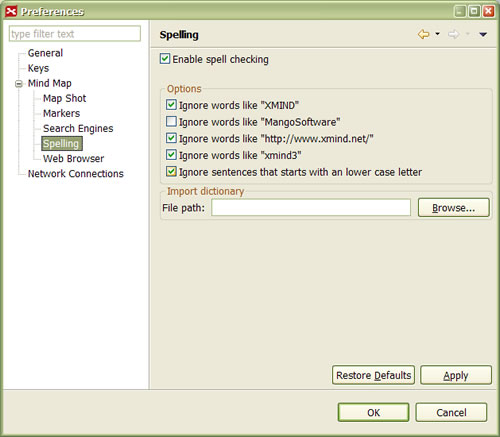 Preferences
type filter text
Spelling
General
Keys
Mind Map
Map Shot
Markers
Search Engines
Spelling
Web Browser
Network Connections
Enable spell checking
Options
Ignore words like "XMIND"
Ignore words like "MangoSoftware"
Ignore words like "http://www.xmind.net/"
Ignore words like "xmind3"
Ignore sentences that starts with an lower case letter
Import dictionary
File path:
Browse...
Restore Defaults
Apply
OK
Cancel